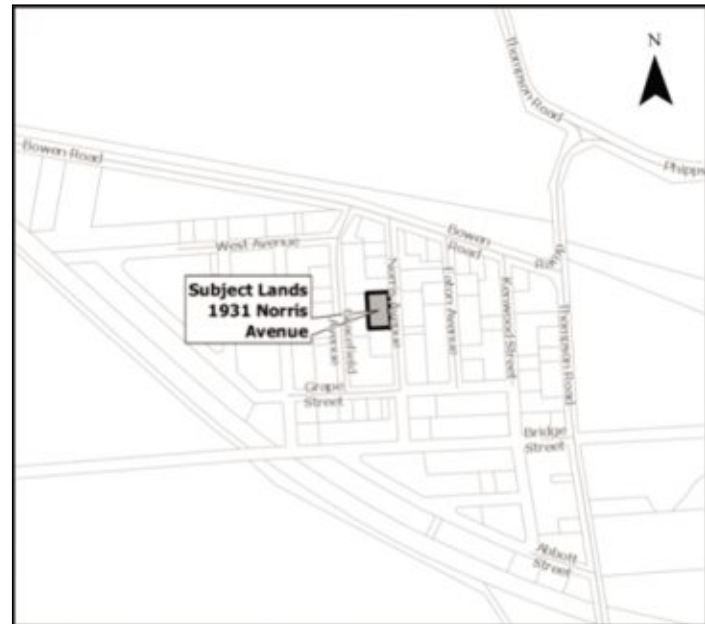 N
Thompson Road
Phipps
Bowen Road
West Avenue
Bowen
Road
Subject Lands
1931 Norris
Avenue
Norris Avenue
Avenue
Kenwood Street
Thompson Road
Grape
Street
Bridge
Street
Abbott
Street